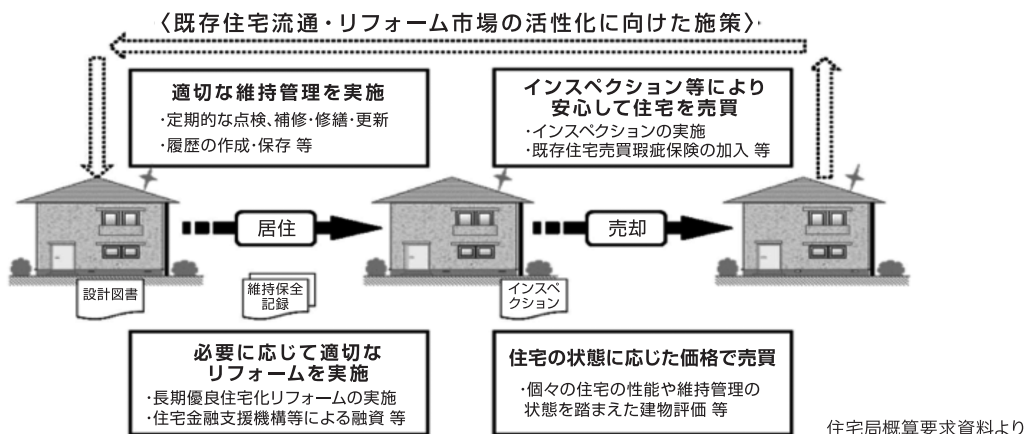 〈既存住宅流通・リフォーム市場の活性化に向けた施策〉
適切な維持管理を実施
・定期的な点検、補修・修繕・更新
・履歴の作成・保存 等
インスペクション等により
安心して住宅を売買
・インスペクションの実施
・既存住宅売買瑕疵保険の加入 等
居住
売却
設計図書
維持保全
記録
インスペ
クション
必要に応じて適切な
リフォームを実施
・長期優良住宅化リフォームの実施
・住宅金融支援機構等による融資 等
住宅の状態に応じた価格で売買
・個々の住宅の性能や維持管理の
状態を踏まえた建物評価 等
住宅局概算要求資料より